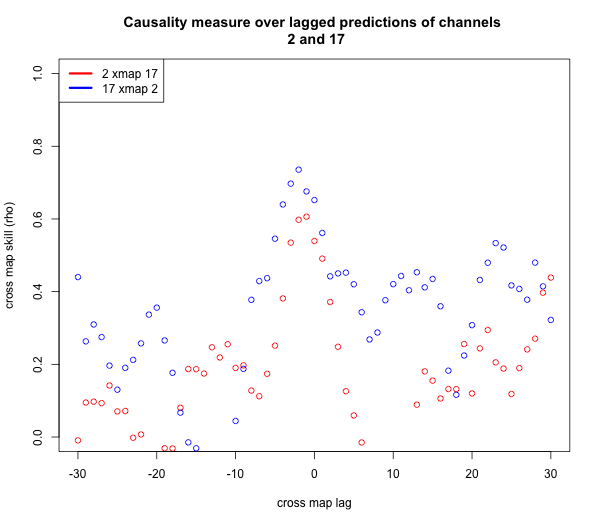 Causality measure over lagged predictions of channels
2 and 17
2 xmap 17
17 xmap 2
cross map skill (rho)
1.0
0.8
0.6
0.4
0.2
0.0
-30 -20 -10 0 10 20 30
cross map lag